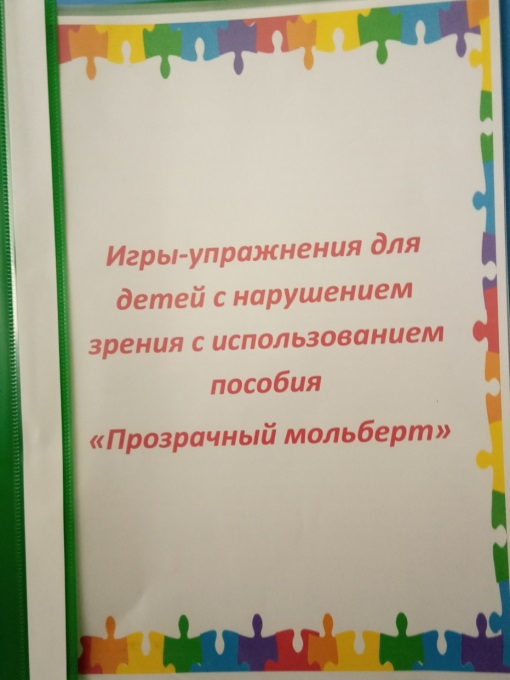 Игры-упражнения для
детей с нарушением
зрения с использованием
пособия
«Прозрачный мольберт»